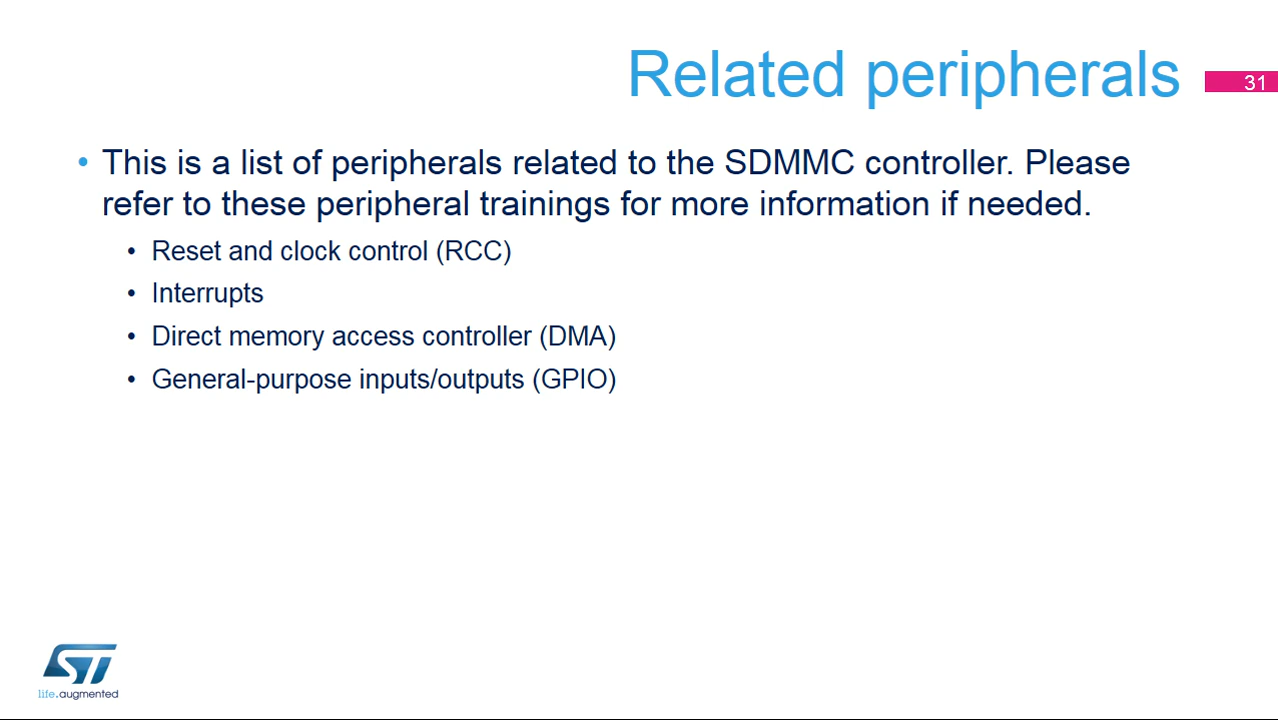 Related peripherals
31
• This is a list of peripherals related to the SDMMC controller. Please
refer to these peripheral trainings for more information if needed.
• Reset and clock control (RCC)
• Interrupts
• Direct memory access controller (DMA)
• General-purpose inputs/outputs (GPIO)
ST
life.augmented